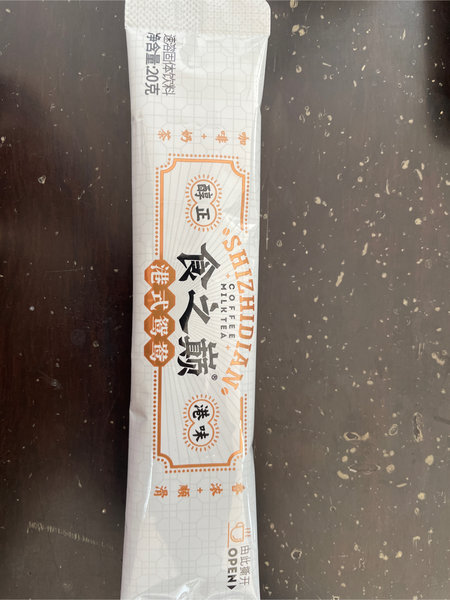 速溶固体饮料
净含量:20克
咖啡+奶茶
醇正
SHIZHIDIAN
COFFEE +
MILK TEA
食之巅®
港式鸳鸯
港味
香浓+顺滑
由此撕开
OPEN